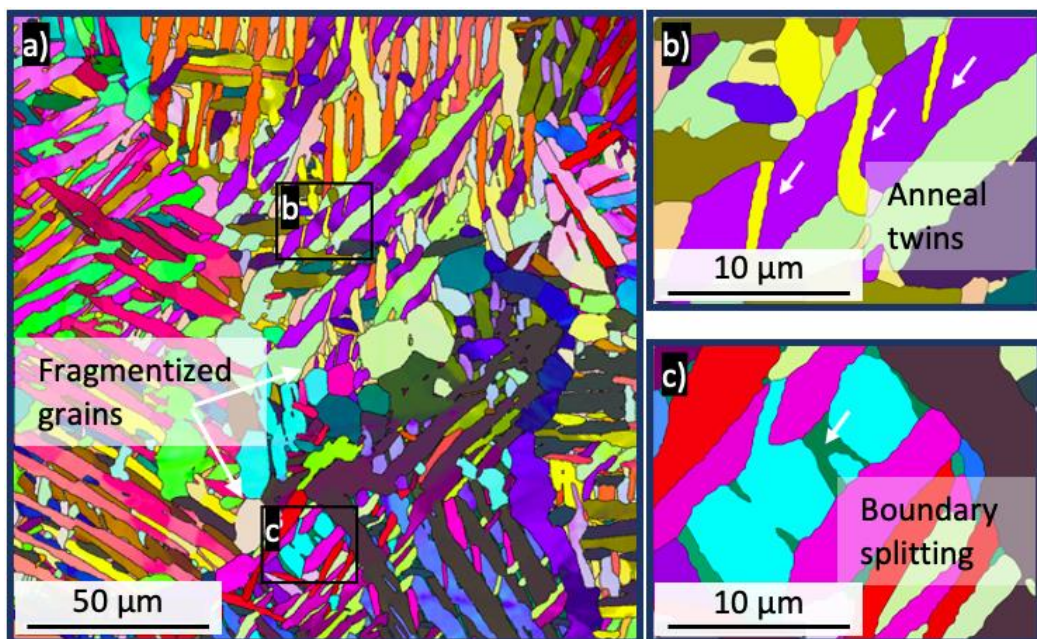 a)
b
Fragmentized
grains
c
50 µm
b)
Anneal
twins
10 µm
c)
Boundary
splitting
10 µm